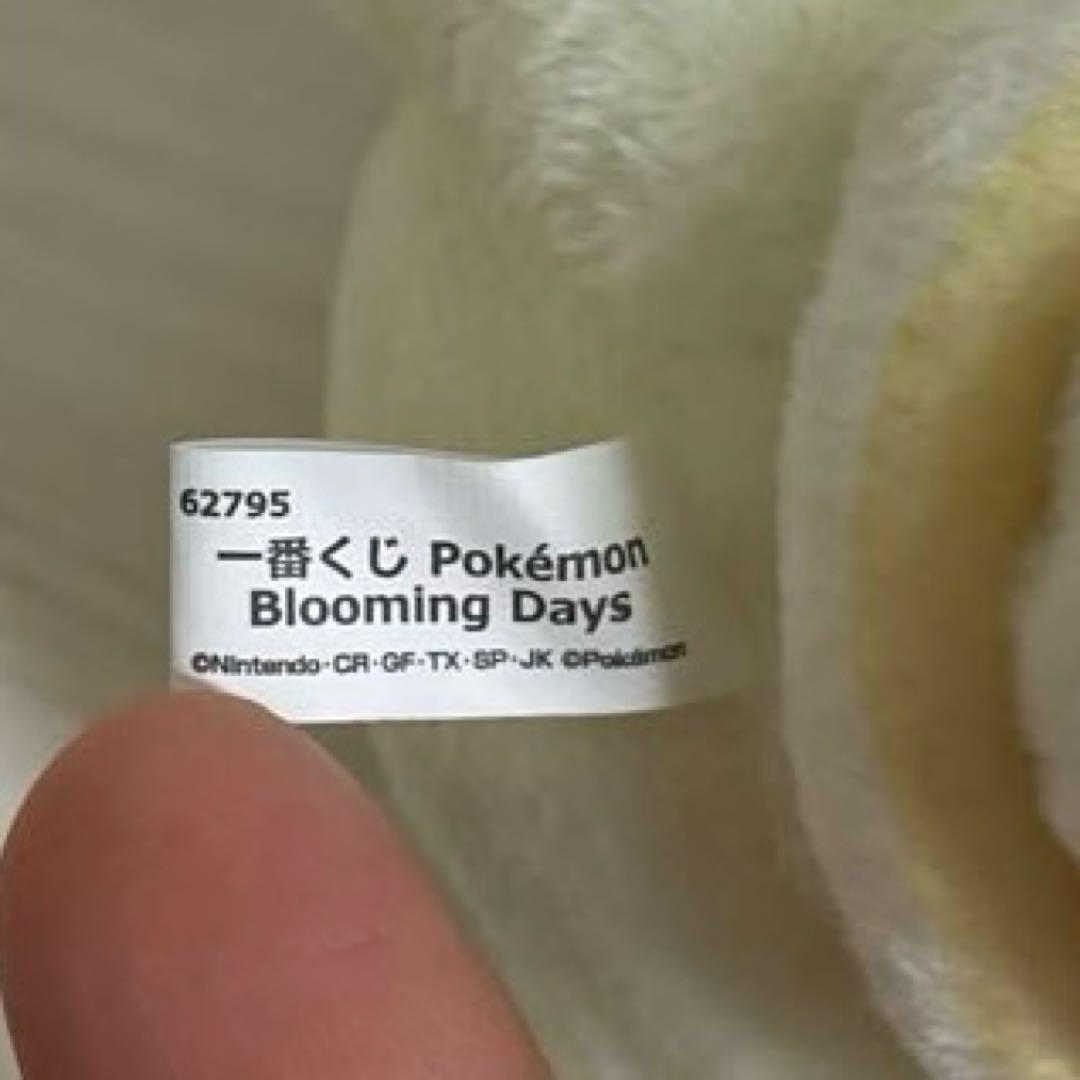 62795
一番くじ Pokémon
Blooming Days
©Nintendo·CR·GF·TX·SP·JK ©Pokémon